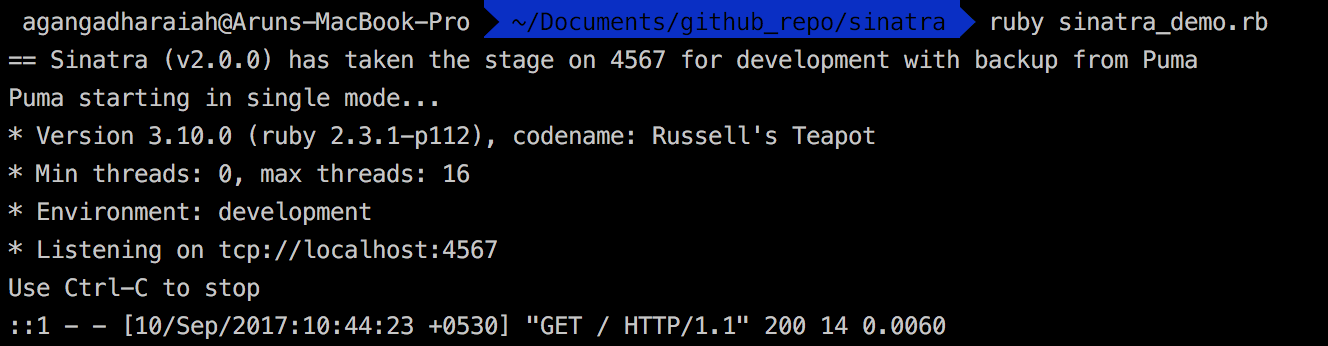 agangadharaiah@Aruns-MacBook-Pro ~/Documents/github_repo/sinatra ruby sinatra_demo.rb
== Sinatra (v2.0.0) has taken the stage on 4567 for development with backup from Puma
Puma starting in single mode...
* Version 3.10.0 (ruby 2.3.1-p112), codename: Russell's Teapot
* Min threads: 0, max threads: 16
* Environment: development
* Listening on tcp://localhost:4567
Use Ctrl-C to stop
::1 - - [10/Sep/2017:10:44:23 +0530] "GET / HTTP/1.1" 200 14 0.0060